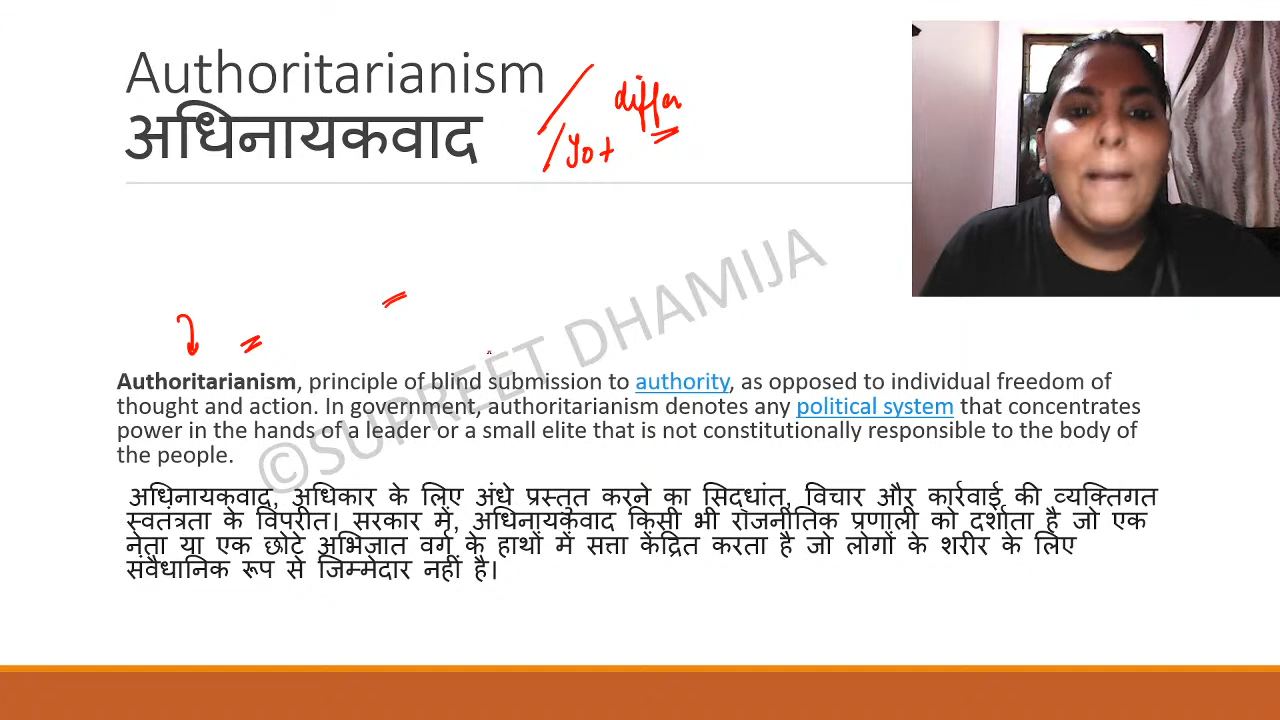 Authoritarianism
अधिनायकवाद
differ
©SUPREET DHAMIJA
Authoritarianism, principle of blind submission to authority, as opposed to individual freedom of
thought and action. In government, authoritarianism denotes any political system that concentrates
power in the hands of a leader or a small elite that is not constitutionally responsible to the body of
the people.
अधिनायकवाद, अधिकार के लिए अंधे प्रस्तुत करने का सिद्धांत, विचार और कार्रवाई की व्यक्तिगत
स्वतंत्रता के विपरीत। सरकार में, अधिनायकवाद किसी भी राजनीतिक प्रणाली को दर्शाता है जो एक
नेता या एक छोटे अभिजात वर्ग के हाथों में सत्ता केंद्रित करता है जो लोगों के शरीर के लिए
संवैधानिक रूप से जिम्मेदार नहीं है।